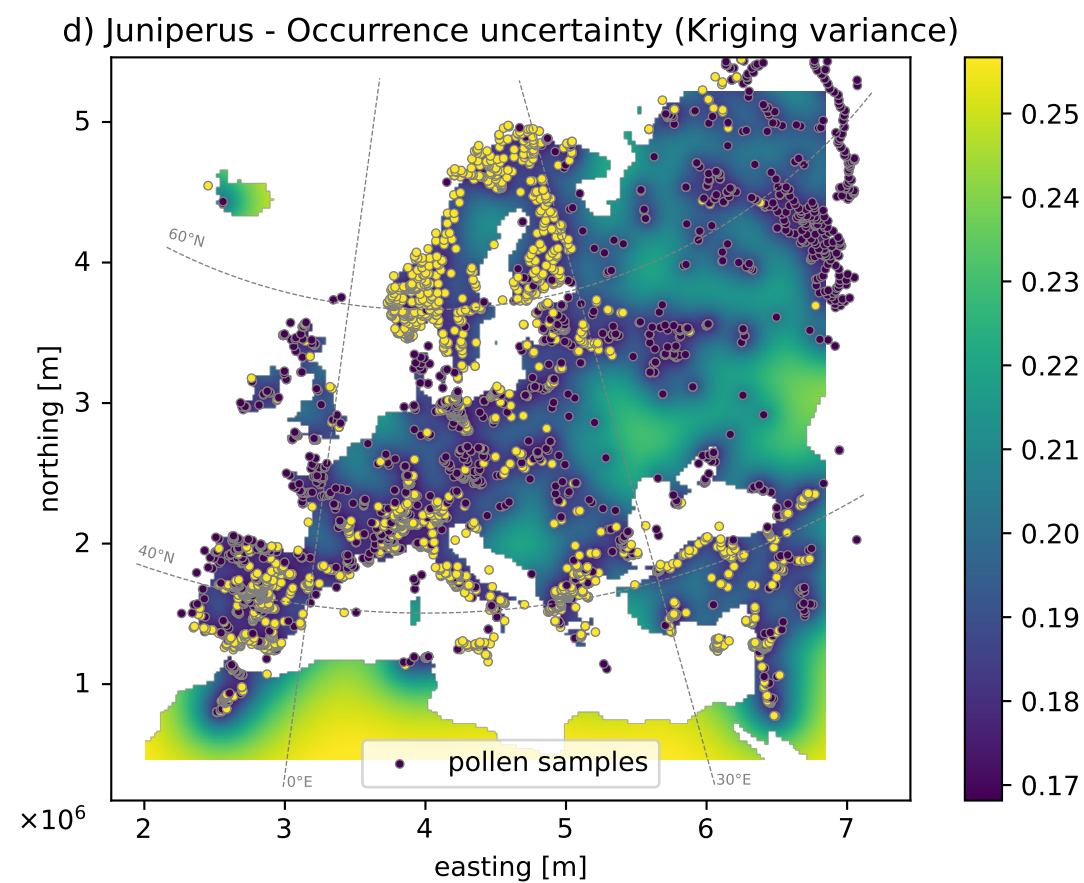 d) Juniperus - Occurrence uncertainty (Kriging variance)
5
4
3
2
1
northing [m]
60°N
40°N
0°E
30°E
pollen samples
×10⁶
2
3
4
5
6
7
easting [m]
0.25
0.24
0.23
0.22
0.21
0.20
0.19
0.18
0.17